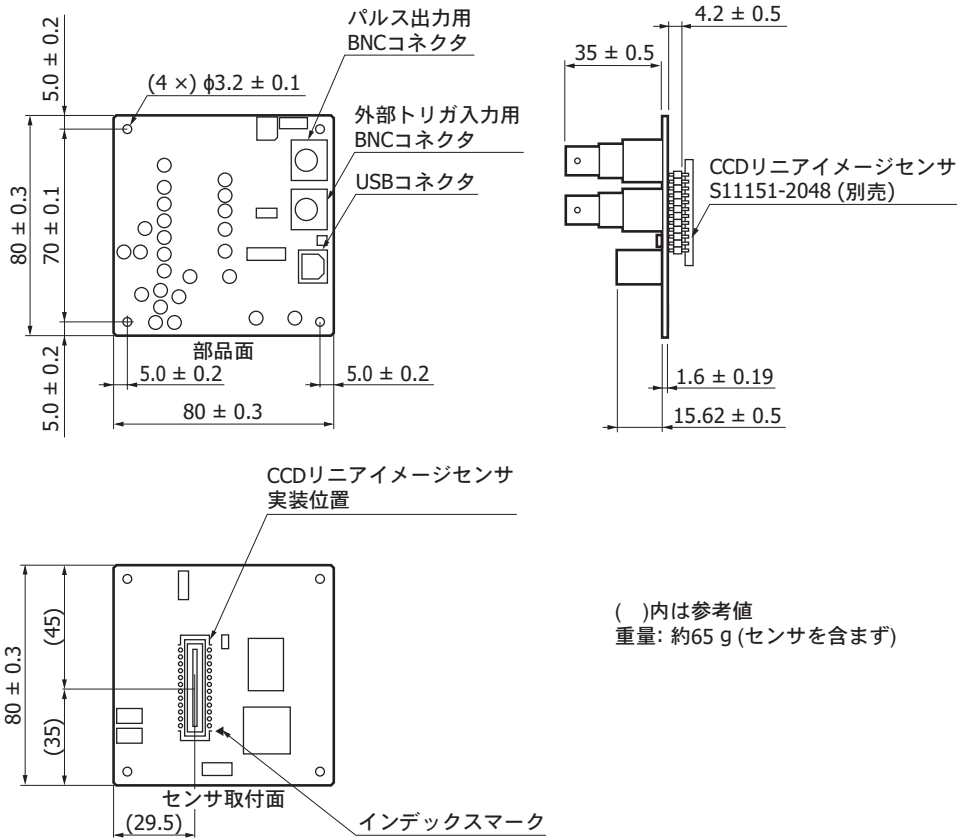 パルス出力用
BNCコネクタ
(4 ×) ϕ3.2 ± 0.1
外部トリガ入力用
BNCコネクタ
USBコネクタ
5.0 ± 0.2
80 ± 0.3
70 ± 0.1
5.0 ± 0.2
部品面
5.0 ± 0.2
5.0 ± 0.2
80 ± 0.3
4.2 ± 0.5
35 ± 0.5
CCDリニアイメージセンサ
S11151-2048 (別売)
1.6 ± 0.19
15.62 ± 0.5
CCDリニアイメージセンサ
実装位置
80 ± 0.3
(45)
(35)
センサ取付面
(29.5)
インデックスマーク
( )内は参考値
重量: 約65 g (センサを含まず)